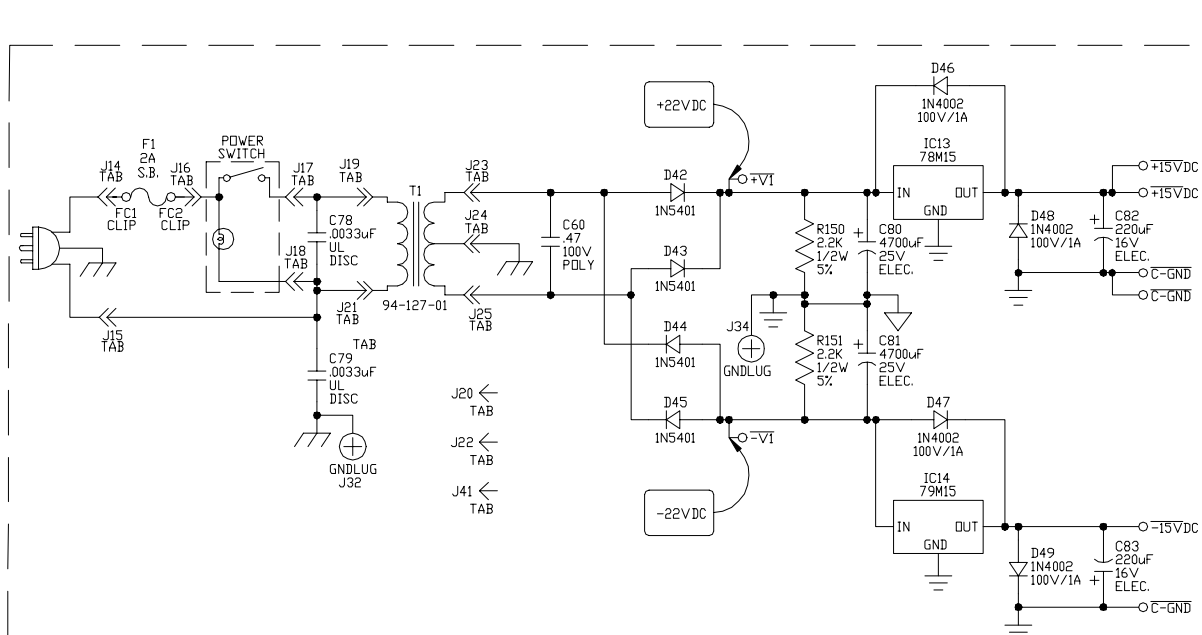 F1
2A
S.B.
J14
TAB
J16
TAB
FC1
CLIP
FC2
CLIP
POWER
SWITCH
J17
TAB
J19
TAB
J18
TAB
C78
.0033uF
UL
DISC
J21
TAB
J15
TAB
TAB
C79
.0033uF
UL
DISC
GNDLUG
J32
T1
94-127-01
J23
TAB
J24
TAB
J25
TAB
J20
TAB
J22
TAB
J41
TAB
C60
.47
100V
POLY
+22VDC
+V1
D42
1N5401
D43
1N5401
D44
1N5401
D45
1N5401
-V1
-22VDC
J34
GNDLUG
R150
2.2K
1/2W
5%
+
C80
4700uF
25V
ELEC.
R151
2.2K
1/2W
5%
+
C81
4700uF
25V
ELEC.
D46
1N4002
100V/1A
IC13
78M15
IN
OUT
GND
D48
1N4002
100V/1A
+
C82
220uF
16V
ELEC.
+15VDC
+15VDC
C-GND
C-GND
D47
1N4002
100V/1A
IC14
79M15
IN
OUT
GND
D49
1N4002
100V/1A
C83
220uF
16V
+
ELEC.
-15VDC
C-GND